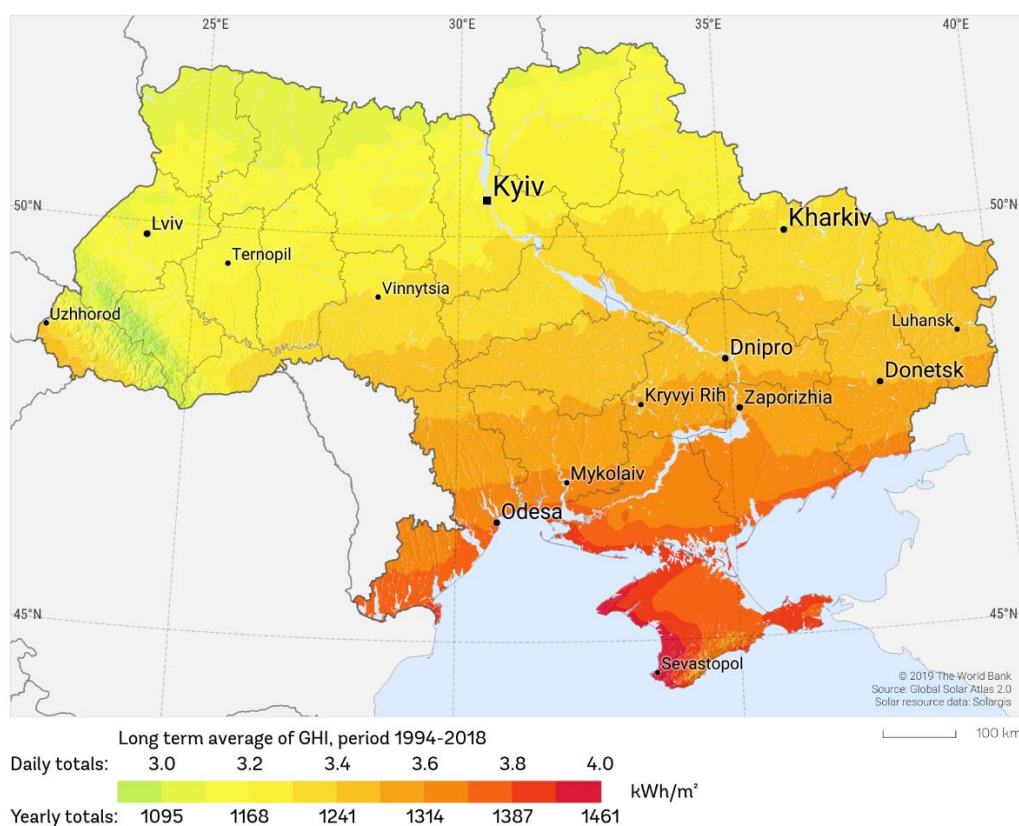 25°E 30°E 35°E 40°E
Kyiv
50°N 50°N
Lviv
Kharkiv
Ternopil
Vinnytsia
Uzhhorod
Luhansk
Dnipro
Donetsk
Kryvyi Rih
Zaporizhia
Mykolaiv
Odesa
45°N 45°N
Sevastopol
© 2019 The World Bank
Source: Global Solar Atlas 2.0
Solar resource data: Solargis
100 km
Long term average of GHI, period 1994-2018
Daily totals: 3.0 3.2 3.4 3.6 3.8 4.0
kWh/m²
Yearly totals: 1095 1168 1241 1314 1387 1461